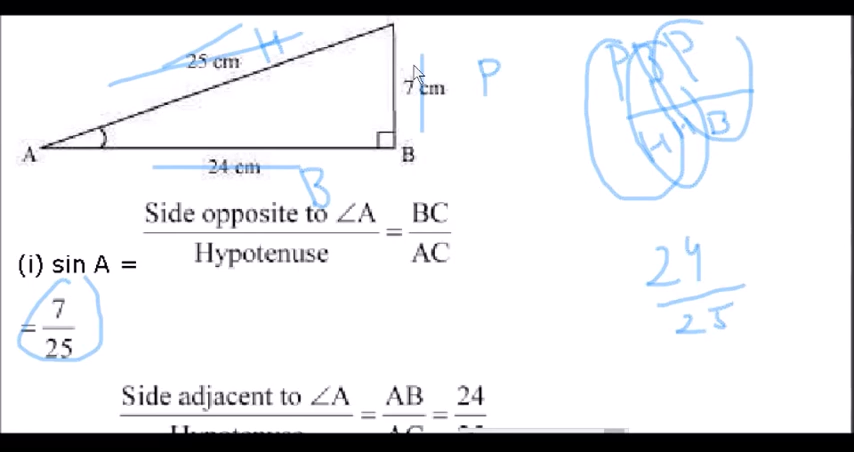 25 cm H
7 cm P
P B P
H H B
A
B
24 cm B
Side opposite to ∠A / Hypotenuse = BC / AC
(i) sin A =
= 7 / 25
24 / 25
Side adjacent to ∠A = AB = 24